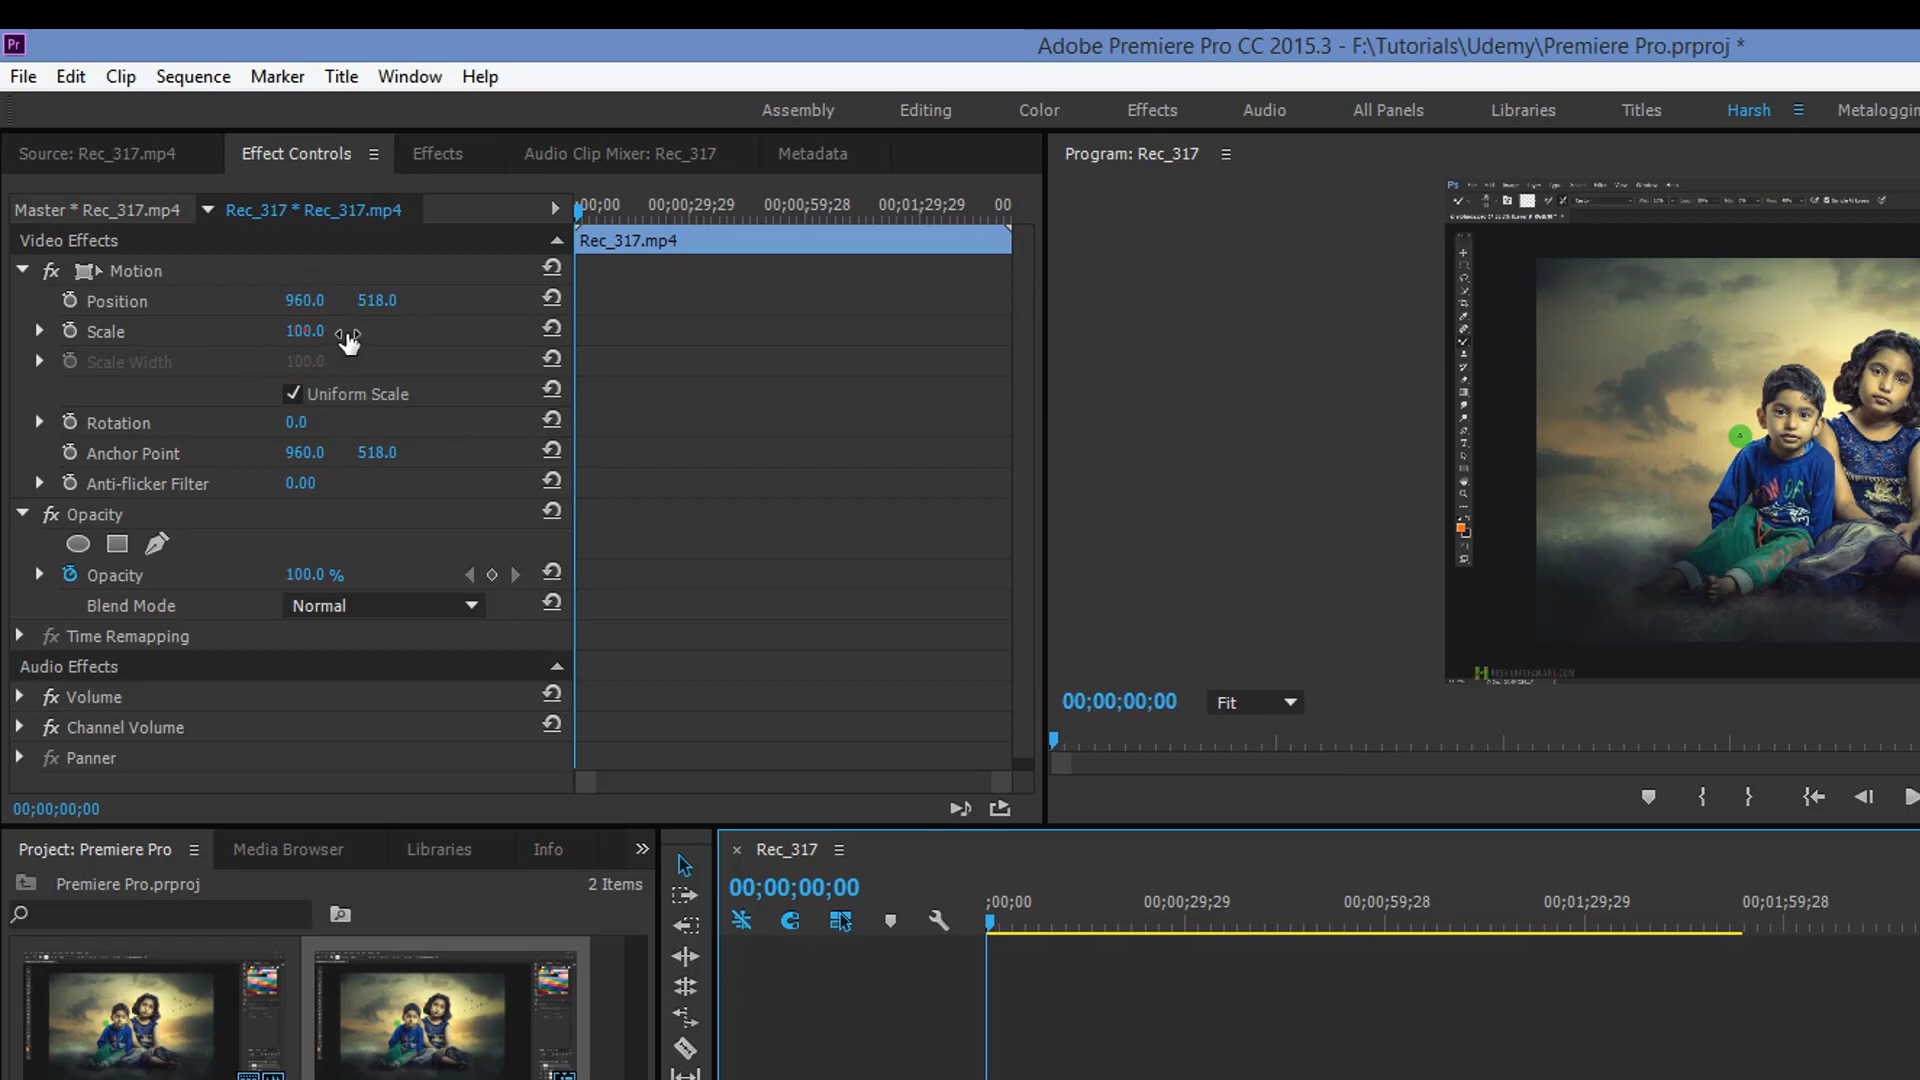 Pr
Adobe Premiere Pro CC 2015.3 - F:\Tutorials\Udemy\Premiere Pro.prproj *
File Edit Clip Sequence Marker Title Window Help
Assembly Editing Color Effects Audio All Panels Libraries Titles Harsh Metalogging
Source: Rec_317.mp4 Effect Controls Effects Audio Clip Mixer: Rec_317 Metadata
Program: Rec_317
Master * Rec_317.mp4 Rec_317 * Rec_317.mp4
;00;00 00;00;29;29 00;00;59;28 00;01;29;29 00
Video Effects
Rec_317.mp4
fx Motion
Position 960.0 518.0
Scale 100.0
Scale Width 100.0
Uniform Scale
Rotation 0.0
Anchor Point 960.0 518.0
Anti-flicker Filter 0.00
fx Opacity
Opacity 100.0 %
Blend Mode Normal
fx Time Remapping
Audio Effects
fx Volume
fx Channel Volume
fx Panner
00;00;00;00
00;00;00;00 Fit
Project: Premiere Pro Media Browser Libraries Info
Premiere Pro.prproj 2 Items
× Rec_317
00;00;00;00
;00;00 00;00;29;29 00;00;59;28 00;01;29;29 00;01;59;28